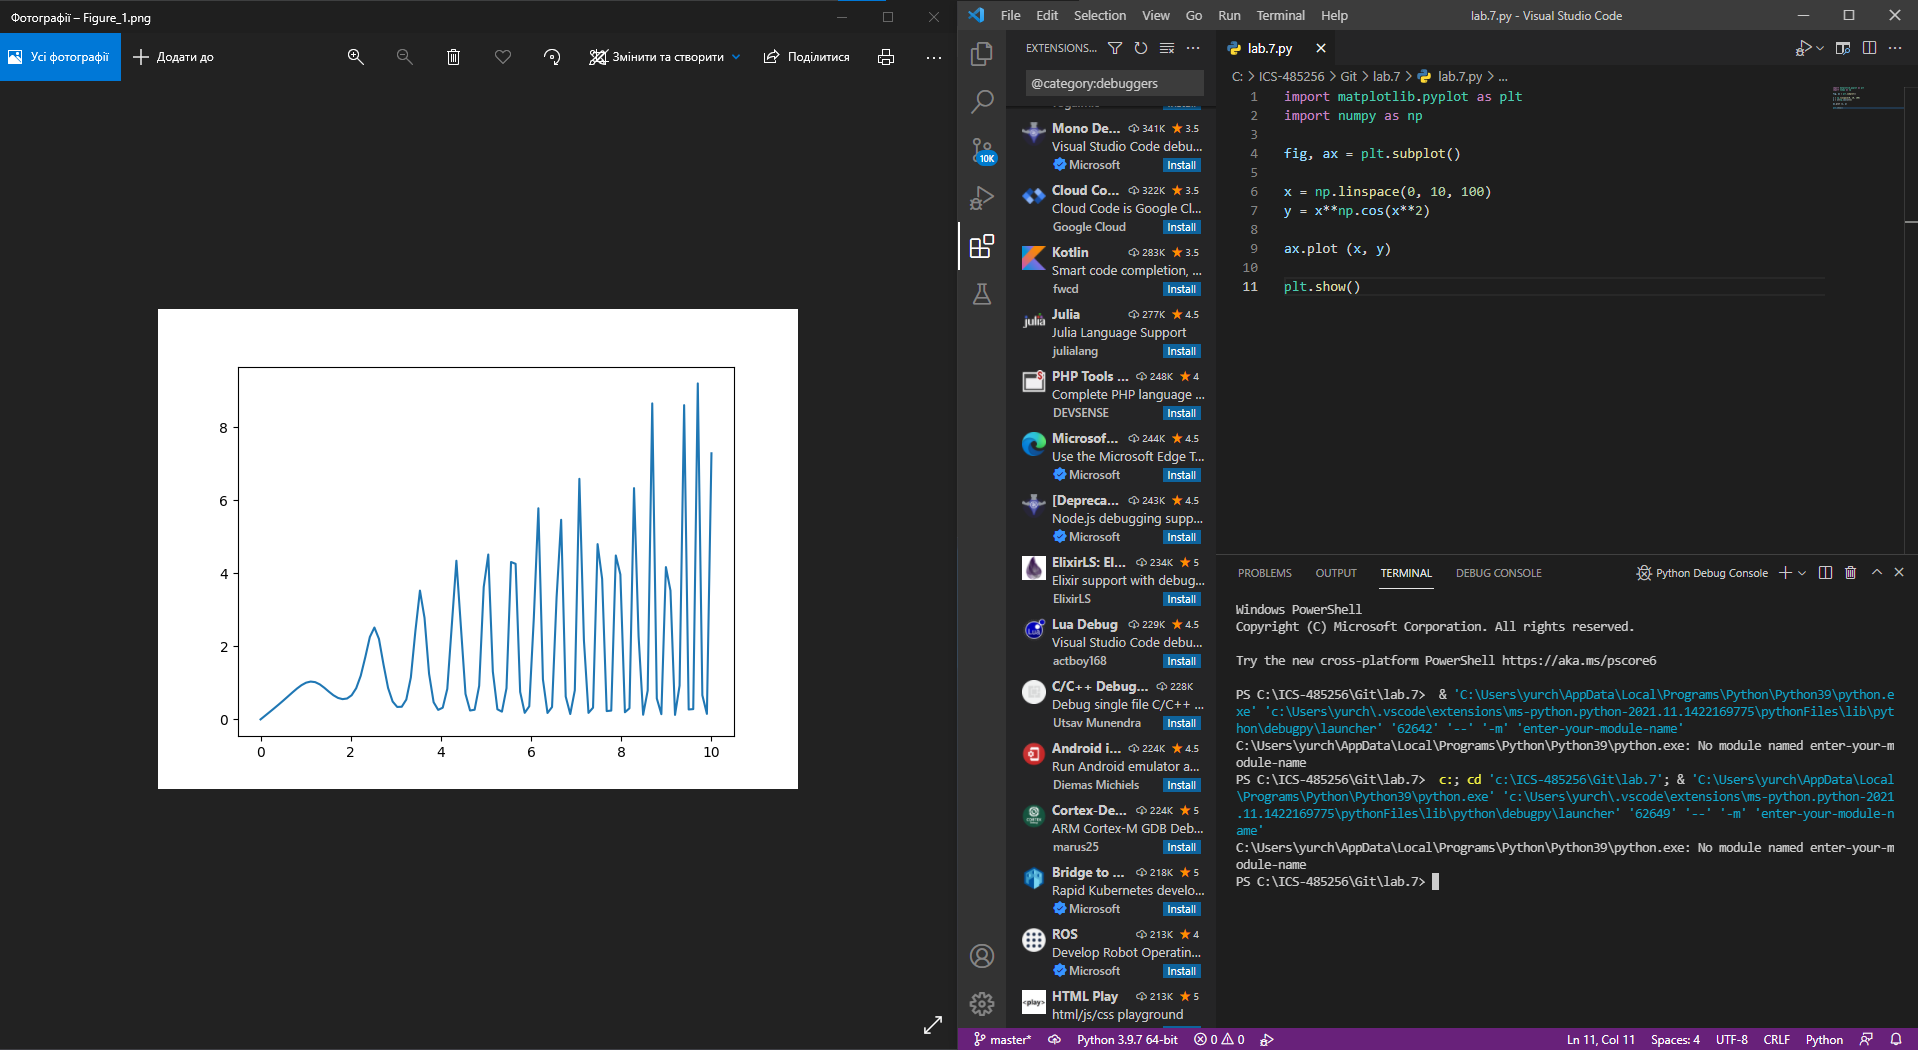 Фотографії – Figure_1.png
Усі фотографії
Додати до
Змінити та створити
Поділитися
8
6
4
2
0
0 2 4 6 8 10
File Edit Selection View Go Run Terminal Help
lab.7.py - Visual Studio Code
10K
EXTENSIONS...
@category:debuggers
Mono De... 341K 3.5
Visual Studio Code debu...
Microsoft Install
Cloud Co... 322K 3.5
Cloud Code is Google Cl...
Google Cloud Install
Kotlin 283K 3.5
Smart code completion, ...
fwcd Install
julia
Julia 277K 4.5
Julia Language Support
julialang Install
PHP Tools ... 248K 4
Complete PHP language ...
DEVSENSE Install
Microsof... 244K 4.5
Use the Microsoft Edge T...
Microsoft Install
[Depreca... 243K 4.5
Node.js debugging supp...
Microsoft Install
ElixirLS: El... 234K 5
Elixir support with debug...
ElixirLS Install
Lua
Lua Debug 229K 4.5
Visual Studio Code debu...
actboy168 Install
C/C++ Debug... 228K
Debug single file C/C++ ...
Utsav Munendra Install
Android i... 224K 4.5
Run Android emulator a...
Diemas Michiels Install
Cortex-De... 224K 5
ARM Cortex-M GDB Deb...
marus25 Install
Bridge to ... 218K 5
Rapid Kubernetes develo...
Microsoft Install
ROS 213K 4
Develop Robot Operatin...
Microsoft Install
<play>
HTML Play 213K 5
html/js/css playground
lab.7.py
C: > ICS-485256 > Git > lab.7 > lab.7.py > ...
1 import matplotlib.pyplot as plt
2 import numpy as np
3
4 fig, ax = plt.subplot()
5
6 x = np.linspace(0, 10, 100)
7 y = x**np.cos(x**2)
8
9 ax.plot (x, y)
10
11 plt.show()
PROBLEMS OUTPUT TERMINAL DEBUG CONSOLE
Python Debug Console
Windows PowerShell
Copyright (C) Microsoft Corporation. All rights reserved.
Try the new cross-platform PowerShell https://aka.ms/pscore6
PS C:\ICS-485256\Git\lab.7>  & 'C:\Users\yurch\AppData\Local\Programs\Python\Python39\python.e
xe' 'c:\Users\yurch\.vscode\extensions\ms-python.python-2021.11.1422169775\pythonFiles\lib\pyt
hon\debugpy\launcher' '62642' '--' '-m' 'enter-your-module-name'
C:\Users\yurch\AppData\Local\Programs\Python\Python39\python.exe: No module named enter-your-m
odule-name
PS C:\ICS-485256\Git\lab.7>  c:; cd 'c:\ICS-485256\Git\lab.7'; & 'C:\Users\yurch\AppData\Local
\Programs\Python\Python39\python.exe' 'c:\Users\yurch\.vscode\extensions\ms-python.python-2021
.11.1422169775\pythonFiles\lib\python\debugpy\launcher' '62649' '--' '-m' 'enter-your-module-n
ame'
C:\Users\yurch\AppData\Local\Programs\Python\Python39\python.exe: No module named enter-your-m
odule-name
PS C:\ICS-485256\Git\lab.7>
master* Python 3.9.7 64-bit 0 0
Ln 11, Col 11 Spaces: 4 UTF-8 CRLF Python